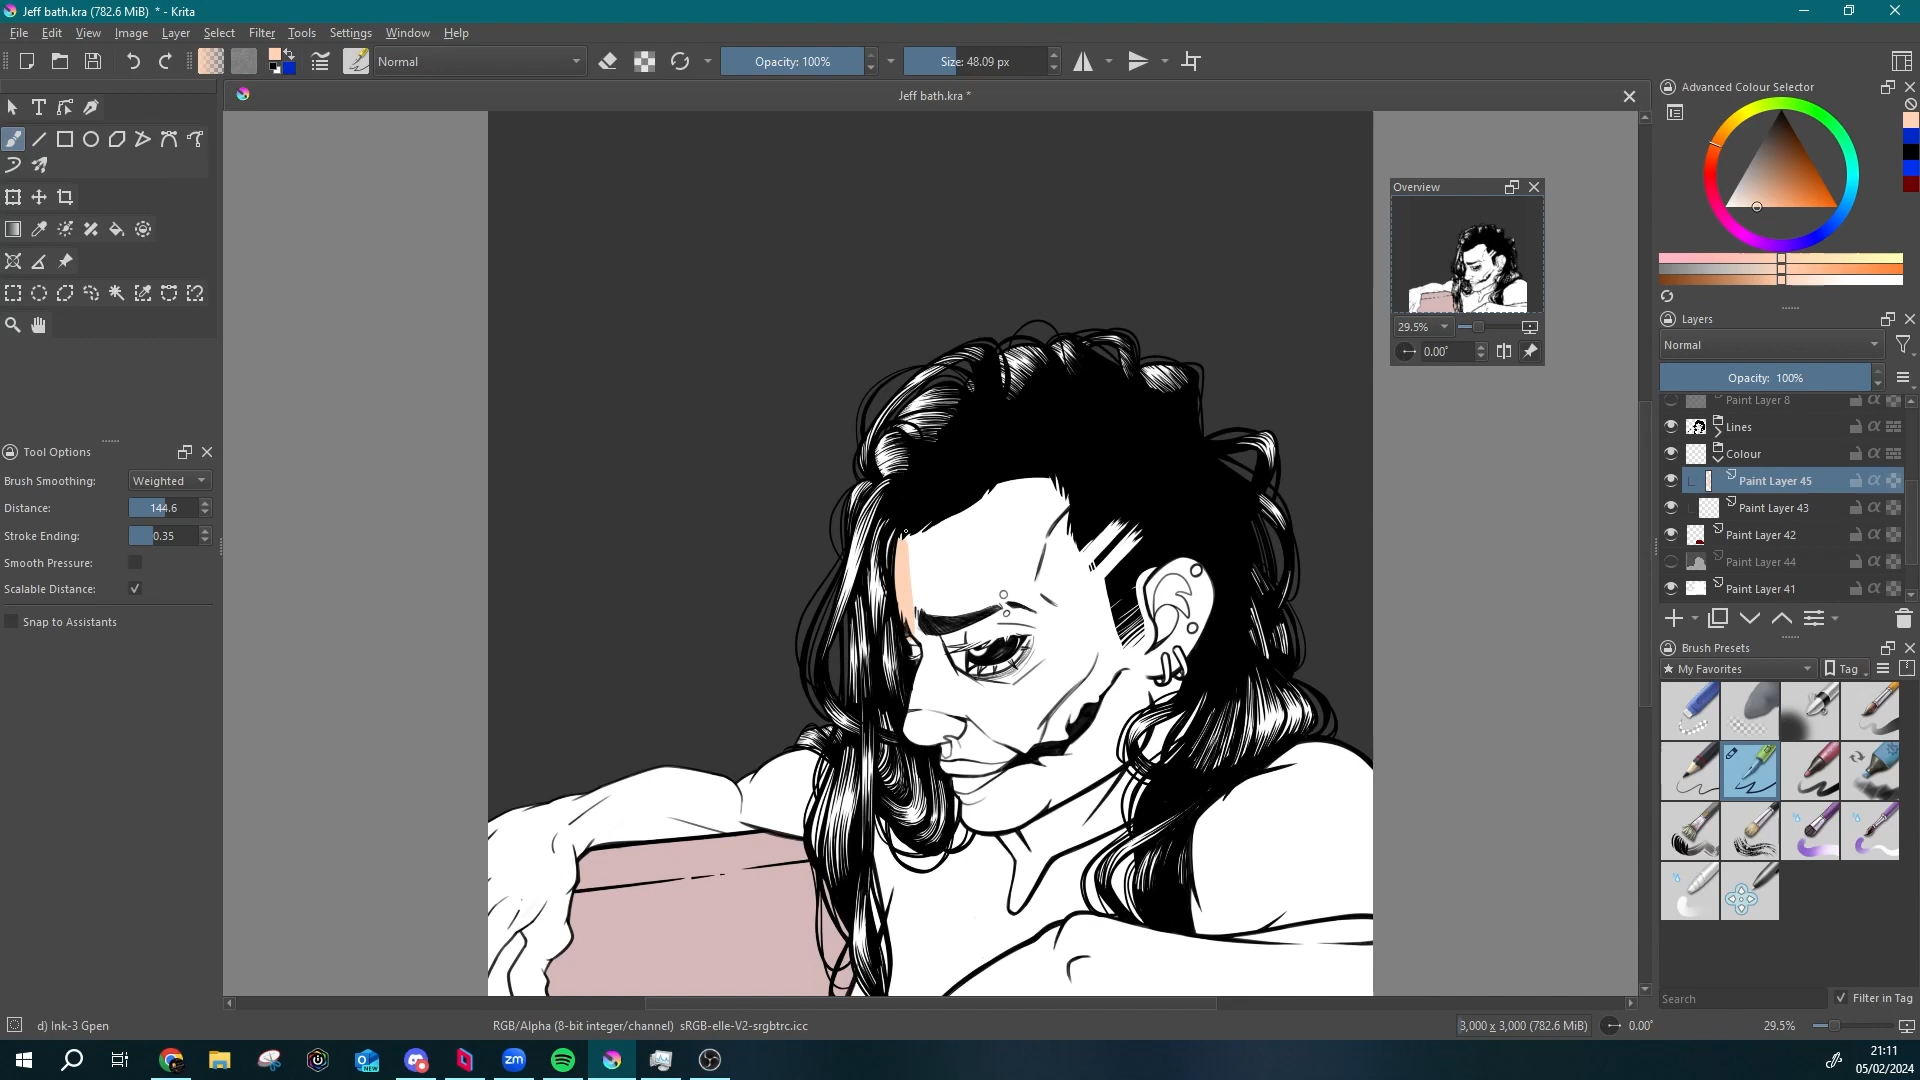 Jeff bath.kra (782.6 MiB) * - Krita
File Edit View Image Layer Select Filter Tools Settings Window Help
Normal
Opacity: 100%
Size: 48.09 px
Jeff bath.kra *
Advanced Colour Selector
Overview
29.5%
0.00°
Layers
Normal
Opacity: 100%
Paint Layer 8
Lines
Colour
Paint Layer 45
Paint Layer 43
Paint Layer 42
Paint Layer 44
Paint Layer 41
Tool Options
Brush Smoothing: Weighted
Distance: 144.6
Stroke Ending: 0.35
Smooth Pressure:
Scalable Distance:
Snap to Assistants
Brush Presets
My Favorites
Tag
Search
Filter in Tag
d) Ink-3 Gpen
RGB/Alpha (8-bit integer/channel) sRGB-elle-V2-srgbtrc.icc
3,000 x 3,000 (782.6 MiB)
0.00°
29.5%
zm
NEW
21:11
05/02/2024